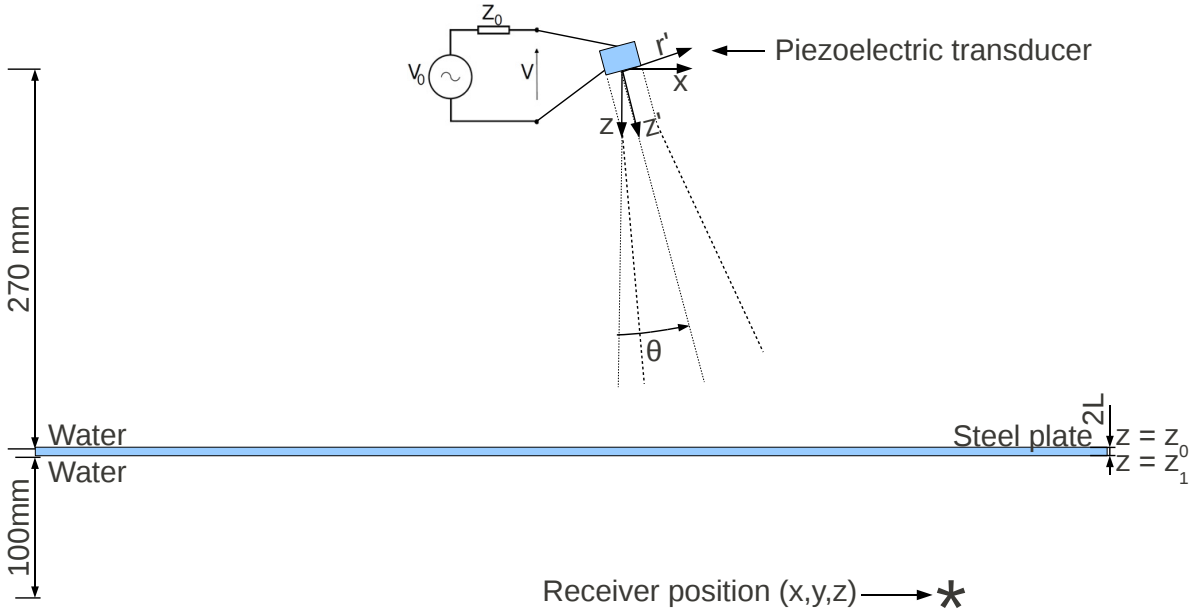 Z₀
V₀
V
r'
x
z
z'
Piezoelectric transducer
270 mm
θ
Water
Steel plate
2L
z = z₀
Water
z = z₁
100mm
Receiver position (x,y,z)
*